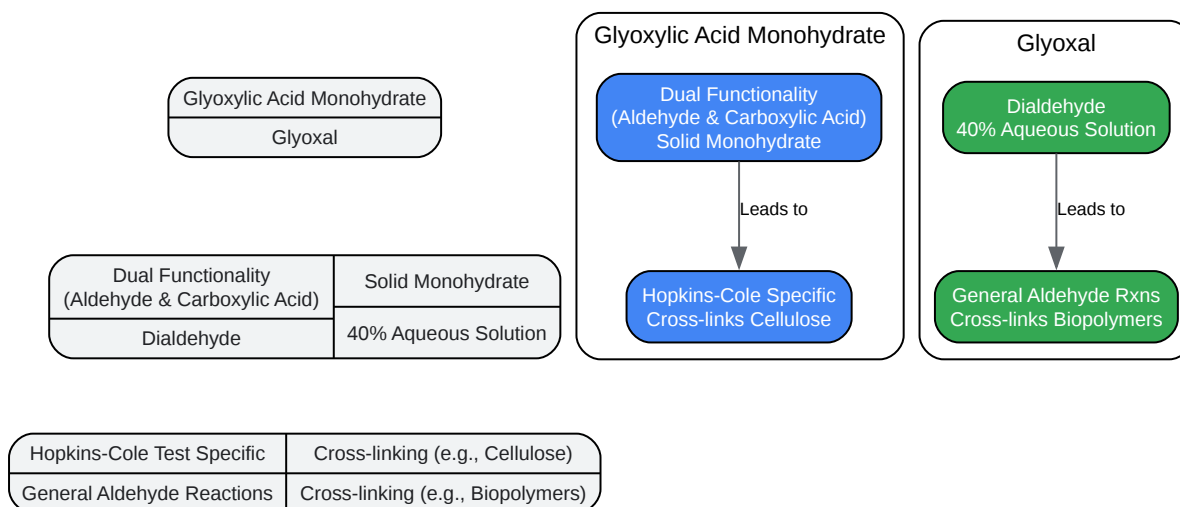 Glyoxylic Acid Monohydrate
Glyoxal
Dual Functionality
(Aldehyde & Carboxylic Acid)
Dialdehyde
Solid Monohydrate
40% Aqueous Solution
Hopkins-Cole Test Specific
General Aldehyde Reactions
Cross-linking (e.g., Cellulose)
Cross-linking (e.g., Biopolymers)
Glyoxylic Acid Monohydrate
Dual Functionality
(Aldehyde & Carboxylic Acid)
Solid Monohydrate
Leads to
Hopkins-Cole Specific
Cross-links Cellulose
Glyoxal
Dialdehyde
40% Aqueous Solution
Leads to
General Aldehyde Rxns
Cross-links Biopolymers